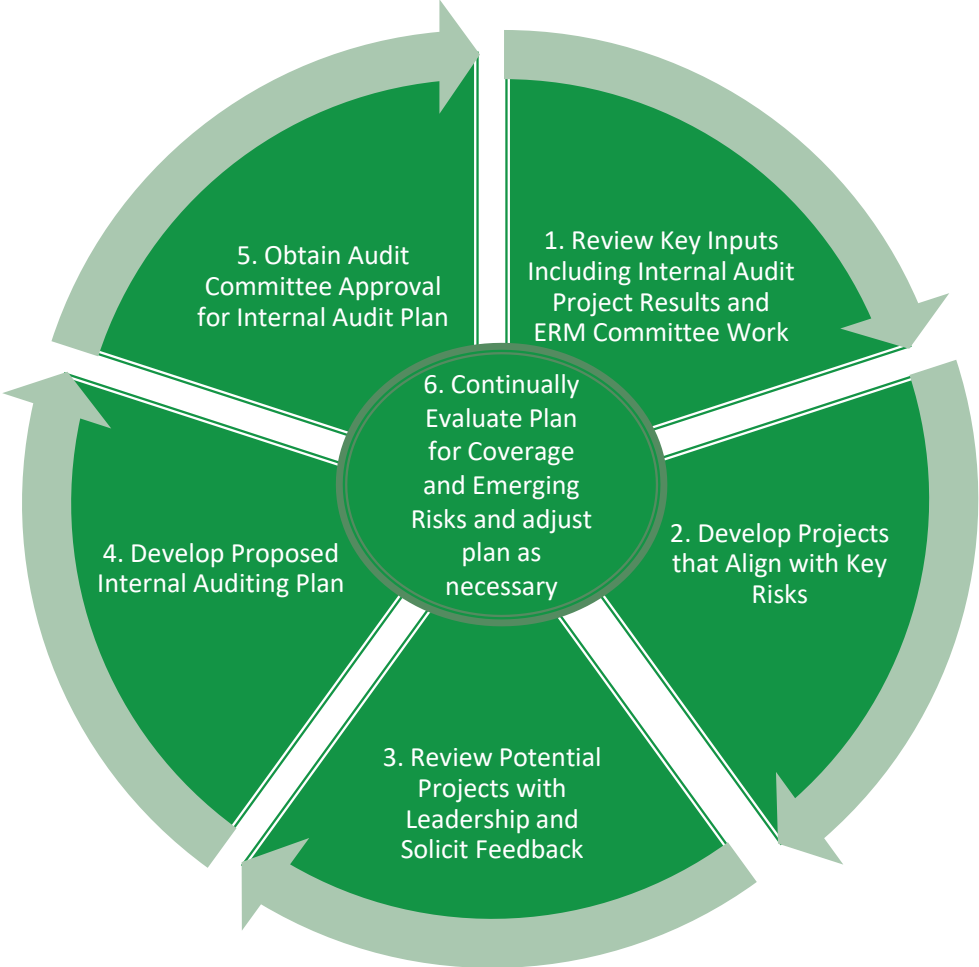 1. Review Key Inputs
Including Internal Audit
Project Results and
ERM Committee Work
2. Develop Projects
that Align with Key
Risks
3. Review Potential
Projects with
Leadership and
Solicit Feedback
4. Develop Proposed
Internal Auditing Plan
5. Obtain Audit
Committee Approval
for Internal Audit Plan
6. Continually
Evaluate Plan
for Coverage
and Emerging
Risks and adjust
plan as
necessary